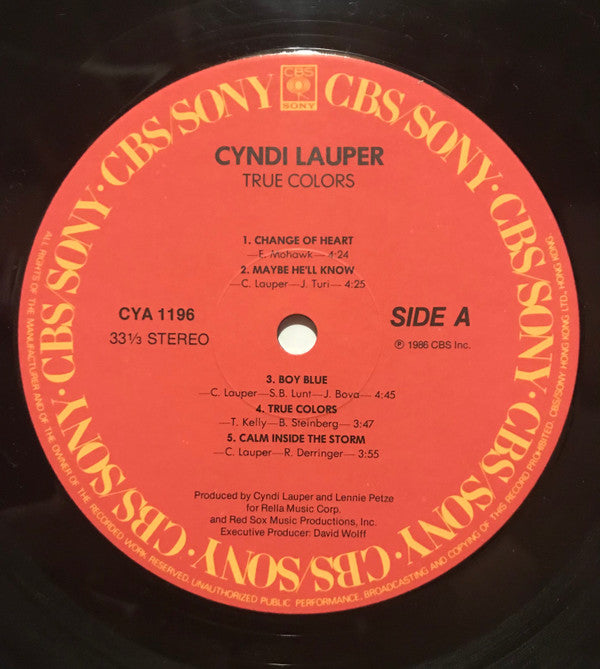 CBS
SONY
CBS/SONY · CBS/SONY · CBS/SONY · CBS/SONY · CBS/SONY · CBS/SONY · CBS/SONY
CYNDI LAUPER
TRUE COLORS
1. CHANGE OF HEART
—E. Mohawk—4:24
2. MAYBE HE'LL KNOW
—C. Lauper—J. Turi—4:25
CYA 1196
33⅓ STEREO
SIDE A
℗ 1986 CBS Inc.
3. BOY BLUE
—C. Lauper—S.B. Lunt—J. Bova—4:45
4. TRUE COLORS
—T. Kelly—B. Steinberg—3:47
5. CALM INSIDE THE STORM
—C. Lauper—R. Derringer—3:55
Produced by Cyndi Lauper and Lennie Petze
for Rella Music Corp.
and Red Sox Music Productions, Inc.
Executive Producer: David Wolff
ALL RIGHTS OF THE MANUFACTURER AND OF THE OWNER OF THE RECORDED WORK RESERVED. UNAUTHORIZED PUBLIC PERFORMANCE, BROADCASTING AND COPYING OF THIS RECORD PROHIBITED. CBS/SONY HONG KONG LTD., HONG KONG.